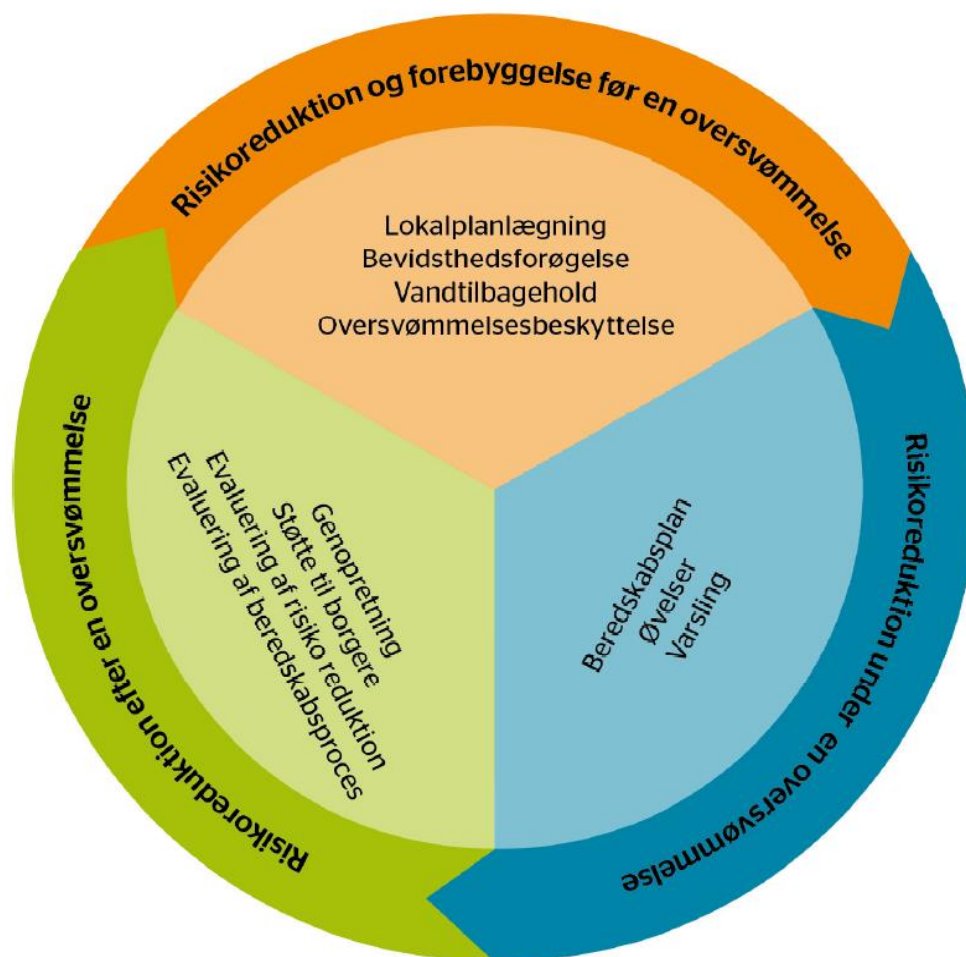 Risikoreduktion og forebyggelse før en oversvømmelse
Lokalplanlægning
Bevidsthedsforøgelse
Vandtilbagehold
Oversvømmelsesbeskyttelse
Risikoreduktion under en oversvømmelse
Beredskabsplan
Øvelser
Varsling
Risikoreduktion efter en oversvømmelse
Genopretning
Støtte til borgere
Evaluering af risiko reduktion
Evaluering af beredskabsproces